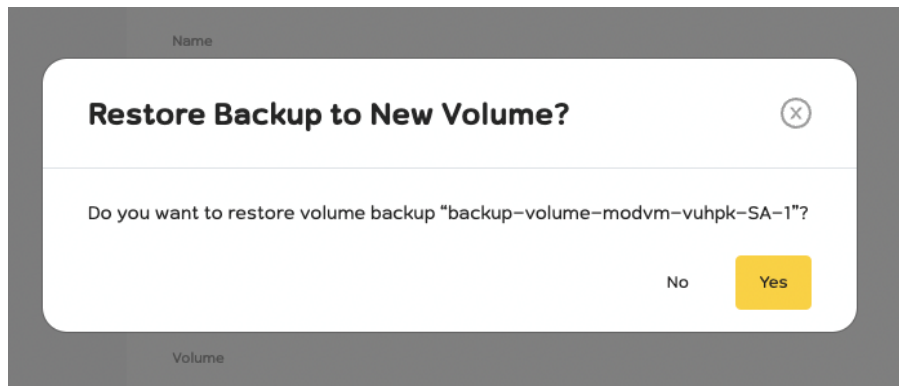 Name
Restore Backup to New Volume?
Do you want to restore volume backup “backup-volume-modvm-vuhpk-SA-1”?
No
Yes
Volume